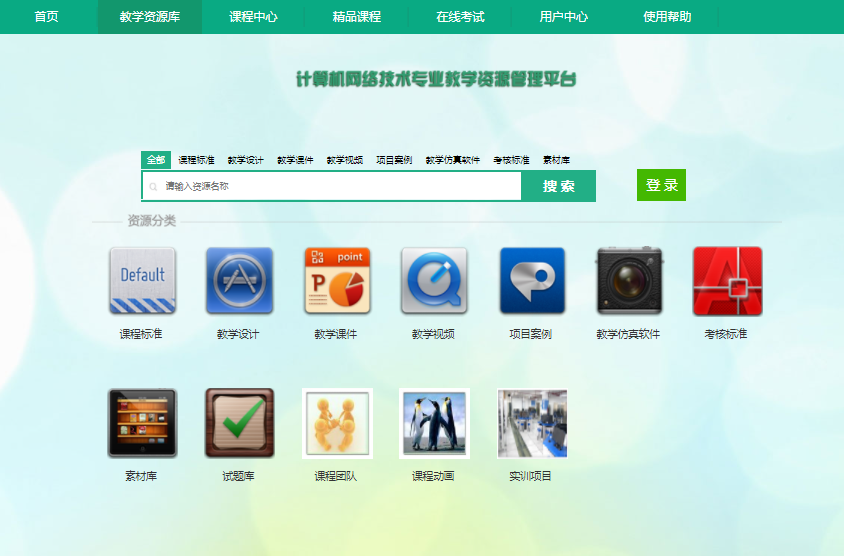 首页 教学资源库 课程中心 精品课程 在线考试 用户中心 使用帮助
计算机网络技术专业教学资源管理平台
全部 课程标准 教学设计 教学课件 教学视频 项目案例 教学仿真软件 考核标准 素材库
请输入资源名称 搜 索 登 录
资源分类
Default point
P
课程标准 教学设计 教学课件 教学视频 项目案例 教学仿真软件 考核标准
素材库 试题库 课程团队 课程动画 实训项目